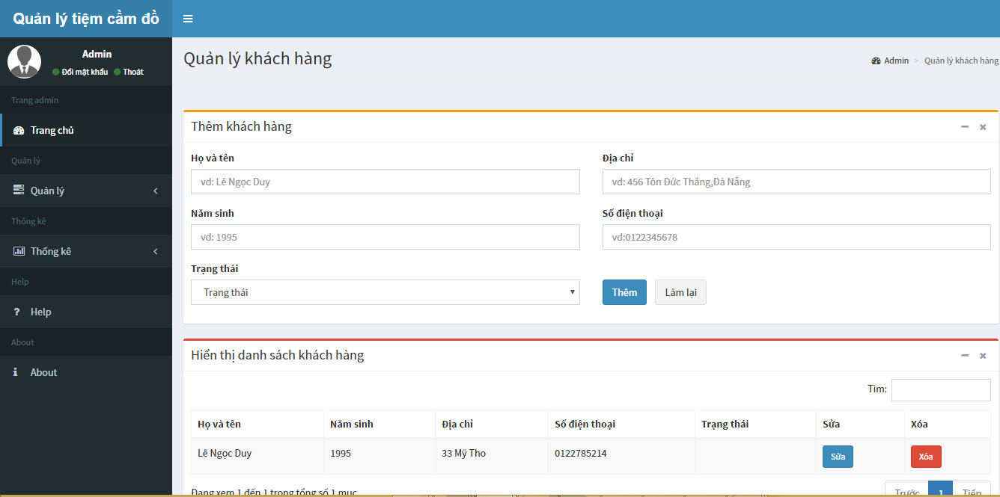 Quản lý tiệm cầm đồ
Admin
Đổi mật khẩu Thoát
Trang admin
Trang chủ
Quản lý
Quản lý
Thống kê
Thống kê
Help
Help
About
About
Quản lý khách hàng
Admin > Quản lý khách hàng
Thêm khách hàng
Họ và tên
vd: Lê Ngọc Duy
Địa chỉ
vd: 456 Tôn Đức Thắng,Đà Nẵng
Năm sinh
vd: 1995
Số điện thoại
vd:0122345678
Trạng thái
Trạng thái
Thêm Làm lại
Hiển thị danh sách khách hàng
Tìm:
Họ và tên Năm sinh Địa chỉ Số điện thoại Trạng thái Sửa Xóa
Lê Ngọc Duy 1995 33 Mỹ Tho 0122785214 Sửa Xóa
Đang xem 1 đến 1 trong tổng số 1 mục
Trước 1 Tiếp